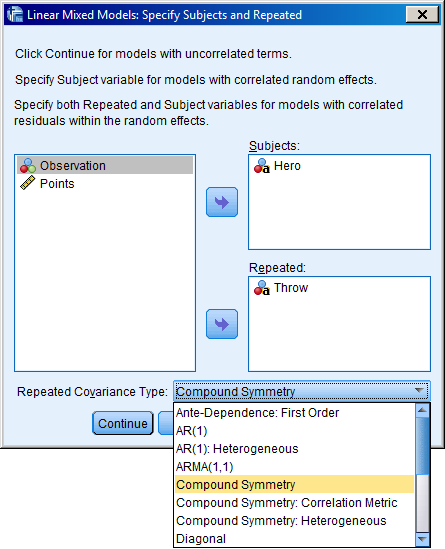 Linear Mixed Models: Specify Subjects and Repeated
Click Continue for models with uncorrelated terms.
Specify Subject variable for models with correlated random effects.
Specify both Repeated and Subject variables for models with correlated
residuals within the random effects.
Observation
Points
Subjects:
a Hero
Repeated:
a Throw
Repeated Covariance Type: Compound Symmetry
Continue
Ante-Dependence: First Order
AR(1)
AR(1): Heterogeneous
ARMA(1,1)
Compound Symmetry
Compound Symmetry: Correlation Metric
Compound Symmetry: Heterogeneous
Diagonal